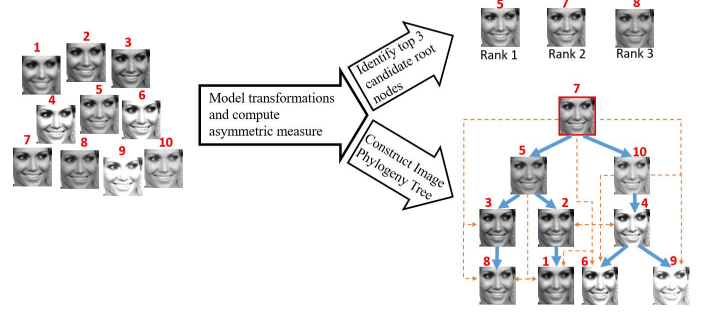 1
2
3
4
5
6
7
8
9
10
Model transformations
and compute
asymmetric measure
Identify top 3
candidate root
nodes
Construct Image
Phylogeny Tree
5
7
8
Rank 1
Rank 2
Rank 3
7
5
10
3
2
4
8
1
6
9